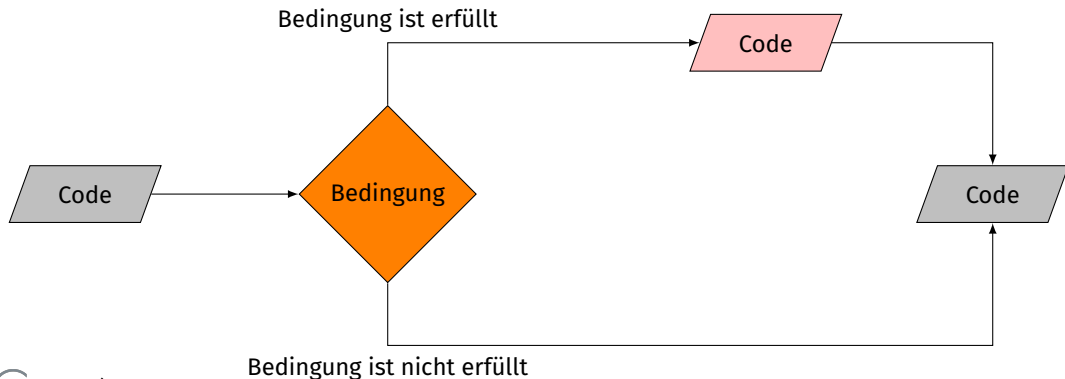 Bedingung ist erfüllt
Code
Code
Bedingung
Code
Bedingung ist nicht erfüllt